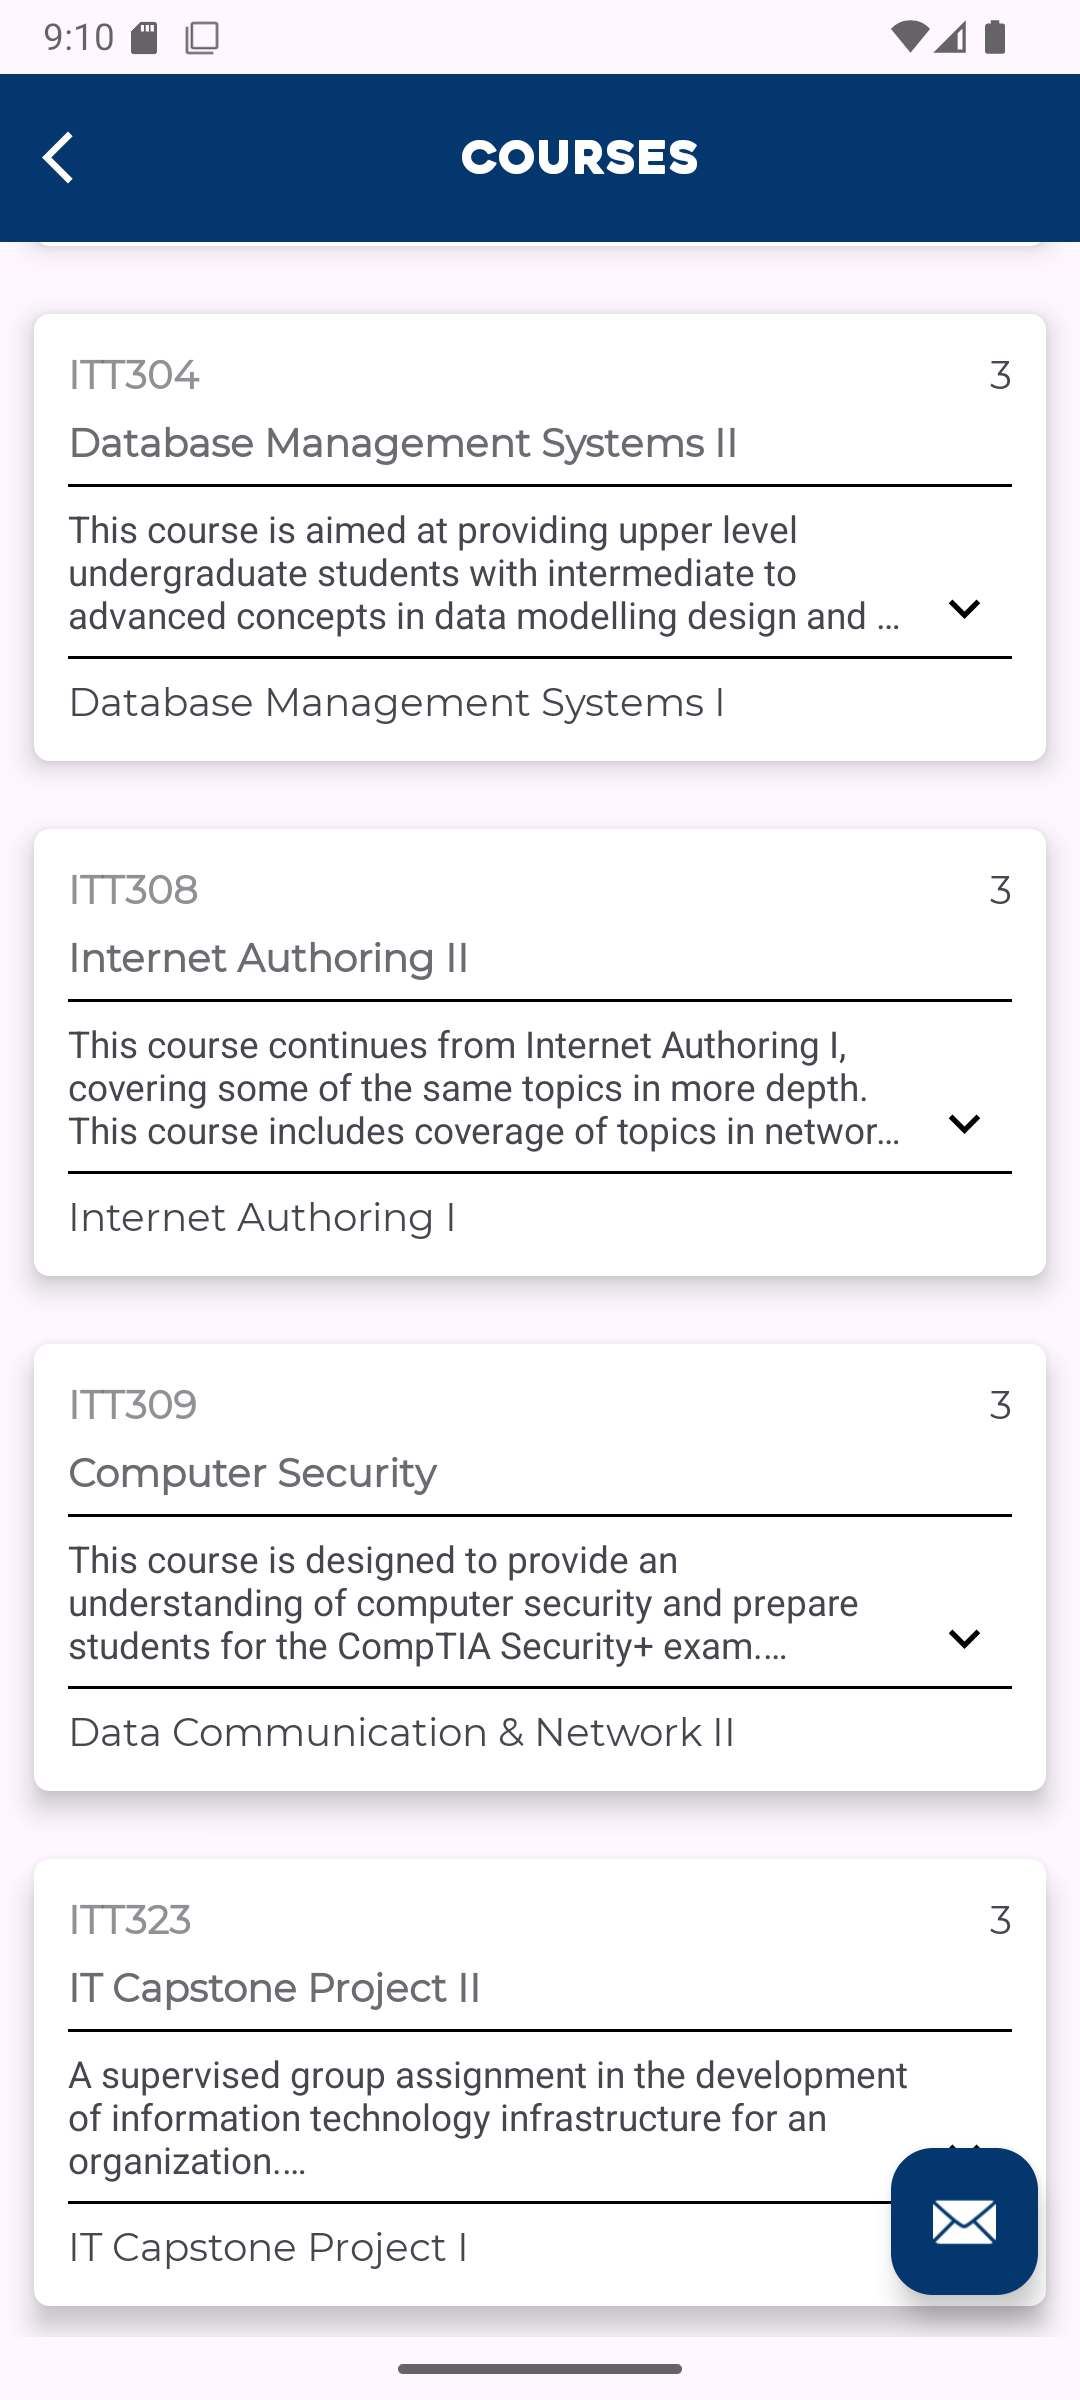 9:10
COURSES
ITT304 3
Database Management Systems II
This course is aimed at providing upper level
undergraduate students with intermediate to
advanced concepts in data modelling design and ...
Database Management Systems I
ITT308 3
Internet Authoring II
This course continues from Internet Authoring I,
covering some of the same topics in more depth.
This course includes coverage of topics in networ...
Internet Authoring I
ITT309 3
Computer Security
This course is designed to provide an
understanding of computer security and prepare
students for the CompTIA Security+ exam....
Data Communication & Network II
ITT323 3
IT Capstone Project II
A supervised group assignment in the development
of information technology infrastructure for an
organization....
IT Capstone Project I